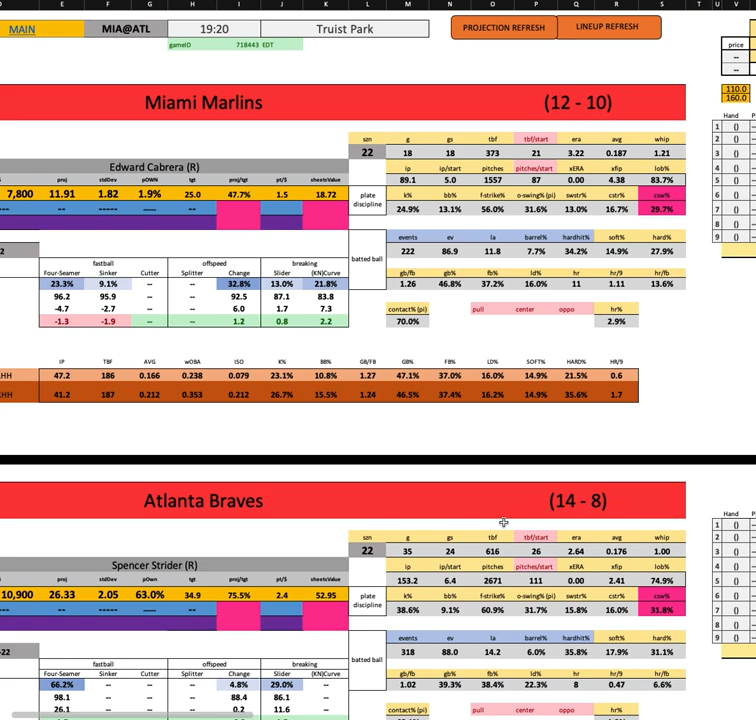 E F G H I J K L M N O P Q R S T U V
MAIN MIA@ATL 19:20 Truist Park PROJECTION REFRESH LINEUP REFRESH
gameID 718443 EDT
price
--
--
110.0
160.0
Miami Marlins (12 - 10)
Hand
szn g gs tbf tbf/start era avg whip
22 18 18 373 21 3.22 0.187 1.21
Edward Cabrera (R)
ip ip/start pitches pitches/start xERA xfip lob%
proj stdDev pOWN tgt proj/tgt pt/$ sheetsValue
89.1 5.0 1557 87 0.00 4.38 83.7%
7,800 11.91 1.82 1.9% 25.0 47.7% 1.5 18.72
plate discipline k% bb% f-strike% o-swing% (pi) swstr% cstr% csw%
24.9% 13.1% 56.0% 31.6% 13.0% 16.7% 29.7%
batted ball events ev la barrel% hardhit% soft% hard%
222 86.9 11.8 7.7% 34.2% 14.9% 27.9%
fastball offspeed breaking
Four-Seamer Sinker Cutter Splitter Change Slider (KN)Curve
gb/fb gb% fb% ld% hr hr/9 hr/fb
23.3% 9.1% -- -- 32.8% 13.0% 21.8%
1.26 46.8% 37.2% 16.0% 11 1.11 13.6%
96.2 95.9 -- -- 92.5 87.1 83.8
-4.7 -2.7 -- -- 6.0 1.7 7.3
contact% (pi) pull center oppo hr%
-1.3 -1.9 -- -- 1.2 0.8 2.2
70.0% 2.9%
IP TBF AVG wOBA ISO K% BB% GB/FB GB% FB% LD% SOFT% HARD% HR/9
HH 47.2 186 0.166 0.238 0.079 23.1% 10.8% 1.27 47.1% 37.0% 16.0% 14.9% 21.5% 0.6
HH 41.2 187 0.212 0.353 0.212 26.7% 15.5% 1.24 46.5% 37.4% 16.2% 14.9% 35.6% 1.7
1 ()
2 ()
3 ()
4 ()
5 ()
6 ()
7 ()
8 ()
9 ()
Atlanta Braves (14 - 8)
Hand
szn g gs tbf tbf/start era avg whip
22 35 24 616 26 2.64 0.176 1.00
Spencer Strider (R)
ip ip/start pitches pitches/start xERA xfip lob%
proj stdDev pOwn tgt proj/tgt pt/$ sheetsValue
153.2 6.4 2671 111 0.00 2.41 74.9%
10,900 26.33 2.05 63.0% 34.9 75.5% 2.4 52.95
plate discipline k% bb% f-strike% o-swing% (pi) swstr% cstr% csw%
38.6% 9.1% 60.9% 31.7% 15.8% 16.0% 31.8%
batted ball events ev la barrel% hardhit% soft% hard%
318 88.0 14.2 6.0% 35.8% 17.9% 31.1%
fastball offspeed breaking
Four-Seamer Sinker Cutter Splitter Change Slider (KN)Curve
gb/fb gb% fb% ld% hr hr/9 hr/fb
66.2% -- -- -- 4.8% 29.0% --
1.02 39.3% 38.4% 22.3% 8 0.47 6.6%
98.1 -- -- -- 88.4 86.1 --
26.1 -- -- -- 0.2 11.6 --
contact% (pi) pull center oppo hr%
1 ()
2 ()
3 ()
4 ()
5 ()
6 ()
7 ()
8 ()
9 ()